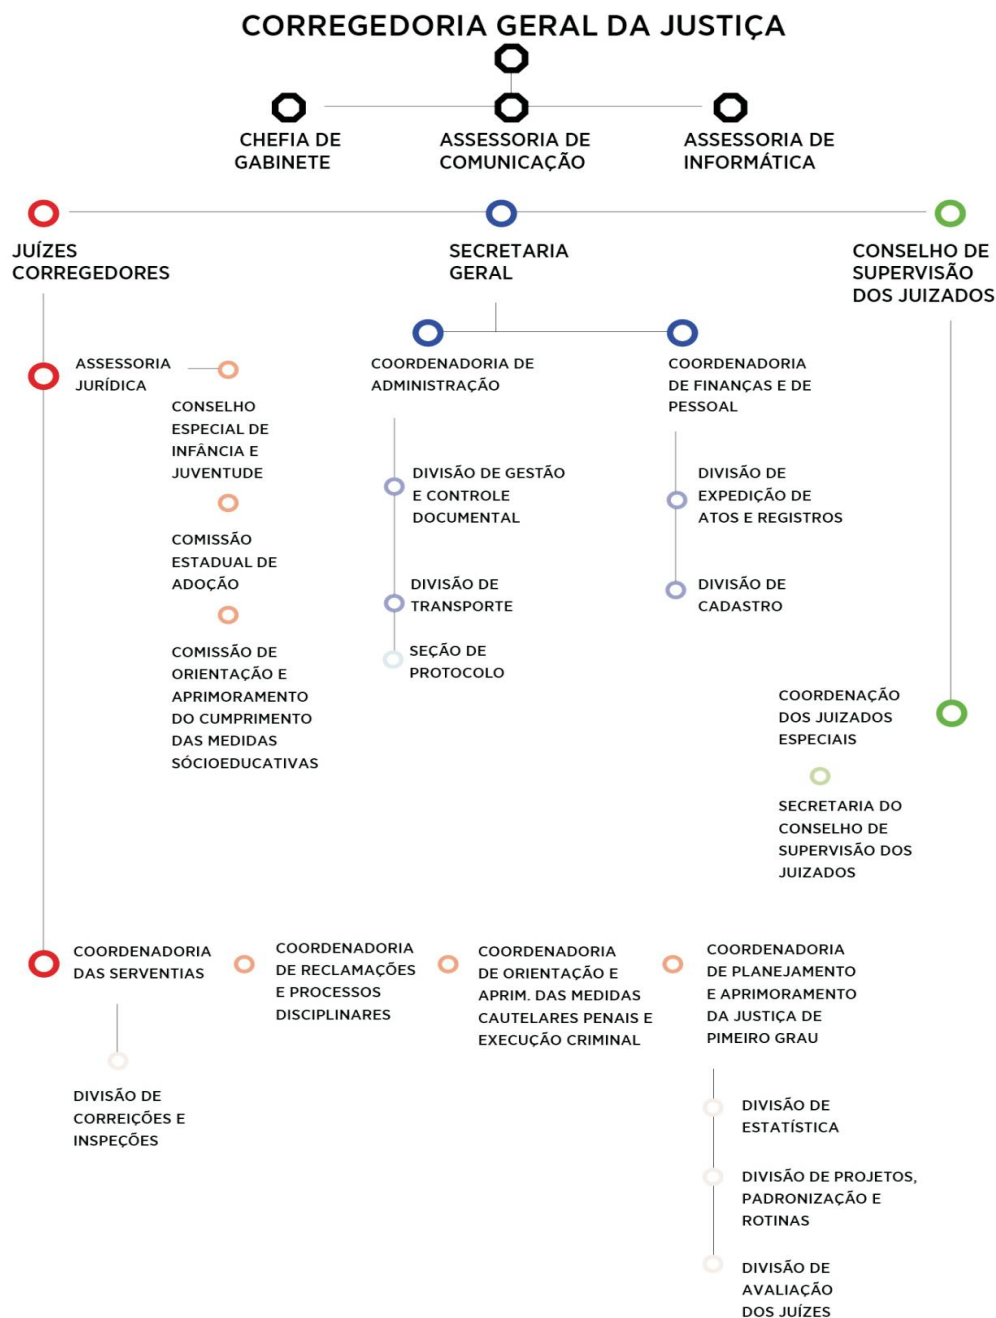 CORREGEDORIA GERAL DA JUSTIÇA
CHEFIA DE
GABINETE
ASSESSORIA DE
COMUNICAÇÃO
ASSESSORIA DE
INFORMÁTICA
JUÍZES
CORREGEDORES
SECRETARIA
GERAL
CONSELHO DE
SUPERVISÃO
DOS JUIZADOS
ASSESSORIA
JURÍDICA
CONSELHO
ESPECIAL DE
INFÂNCIA E
JUVENTUDE
COMISSÃO
ESTADUAL DE
ADOÇÃO
COMISSÃO DE
ORIENTAÇÃO E
APRIMORAMENTO
DO CUMPRIMENTO
DAS MEDIDAS
SÓCIOEDUCATIVAS
COORDENADORIA DE
ADMINISTRAÇÃO
DIVISÃO DE GESTÃO
E CONTROLE
DOCUMENTAL
DIVISÃO DE
TRANSPORTE
SEÇÃO DE
PROTOCOLO
COORDENADORIA
DE FINANÇAS E DE
PESSOAL
DIVISÃO DE
EXPEDIÇÃO DE
ATOS E REGISTROS
DIVISÃO DE
CADASTRO
COORDENAÇÃO
DOS JUIZADOS
ESPECIAIS
SECRETARIA DO
CONSELHO DE
SUPERVISÃO DOS
JUIZADOS
COORDENADORIA
DAS SERVENTIAS
DIVISÃO DE
CORREIÇÕES E
INSPEÇÕES
COORDENADORIA
DE RECLAMAÇÕES
E PROCESSOS
DISCIPLINARES
COORDENADORIA
DE ORIENTAÇÃO E
APRIM. DAS MEDIDAS
CAUTELARES PENAIS E
EXECUÇÃO CRIMINAL
COORDENADORIA
DE PLANEJAMENTO
E APRIMORAMENTO
DA JUSTIÇA DE
PIMEIRO GRAU
DIVISÃO DE
ESTATÍSTICA
DIVISÃO DE PROJETOS,
PADRONIZAÇÃO E
ROTINAS
DIVISÃO DE
AVALIAÇÃO
DOS JUÍZES